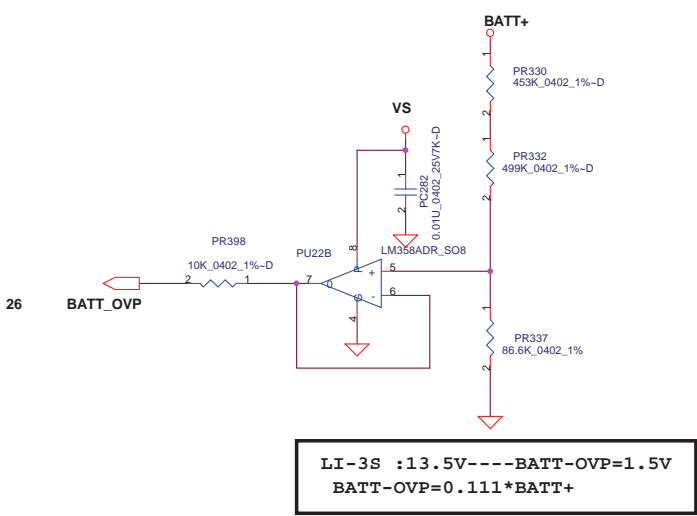 BATT+
1
PR330
453K_0402_1%~D
2
VS
1
PR332
499K_0402_1%~D
2
1
PC282
0.01U_0402_25V7K~D
2
PR398
10K_0402_1%~D
2
1
PU22B
LM358ADR_SO8
8
P
+
5
7
0
-
6
G
4
26
BATT_OVP
1
PR337
86.6K_0402_1%
2
LI-3S :13.5V----BATT-OVP=1.5V
BATT-OVP=0.111*BATT+